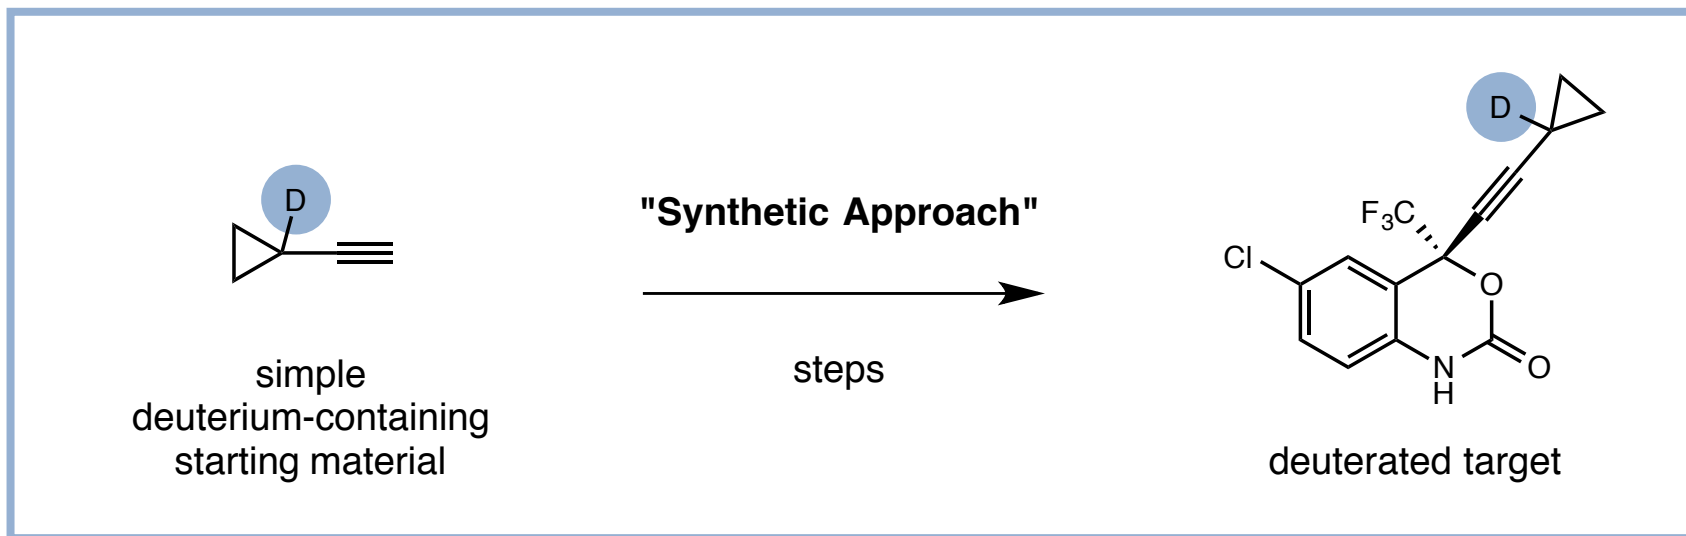 D
simple
deuterium-containing
starting material
"Synthetic Approach"
steps
D
F3C
Cl
O
N
H
O
deuterated target